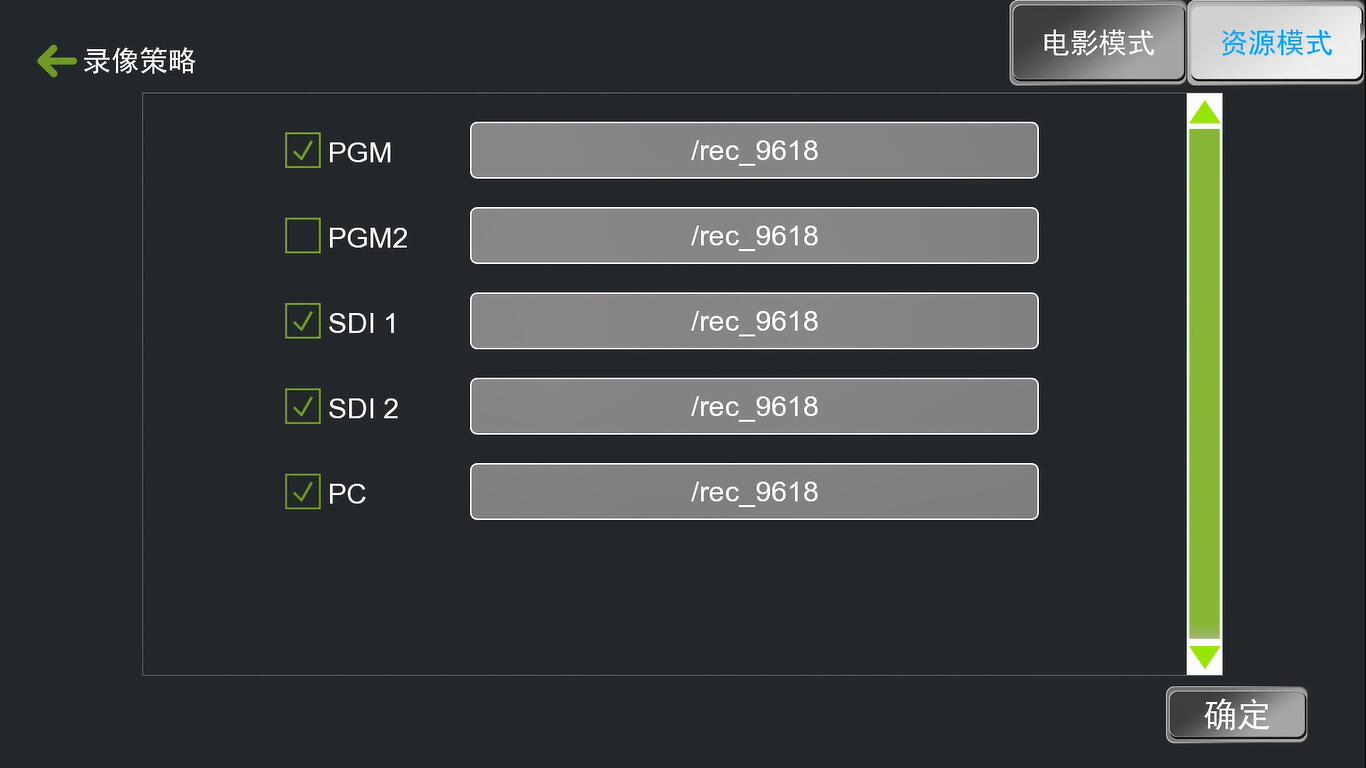 录像策略
电影模式
资源模式
PGM /rec_9618
PGM2 /rec_9618
SDI 1 /rec_9618
SDI 2 /rec_9618
PC /rec_9618
确定